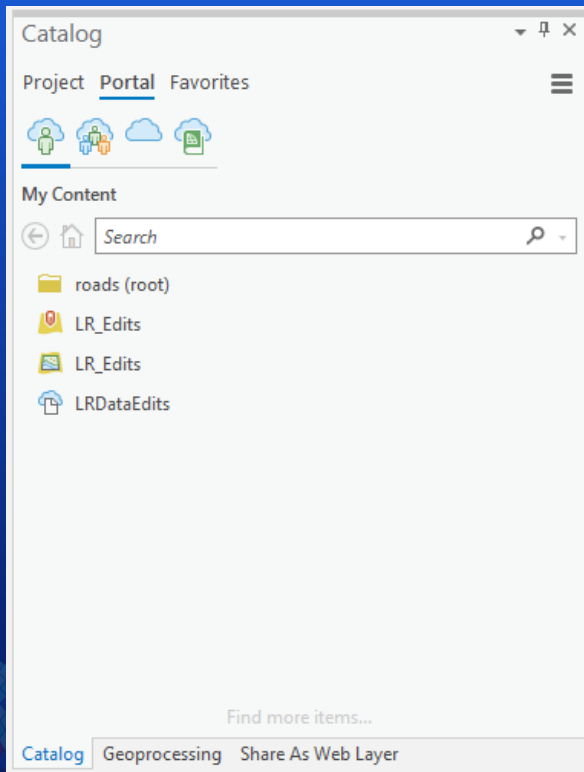 Catalog
Project Portal Favorites
My Content
Search
roads (root)
LR_Edits
LR_Edits
LRDataEdits
Find more items...
Catalog Geoprocessing Share As Web Layer